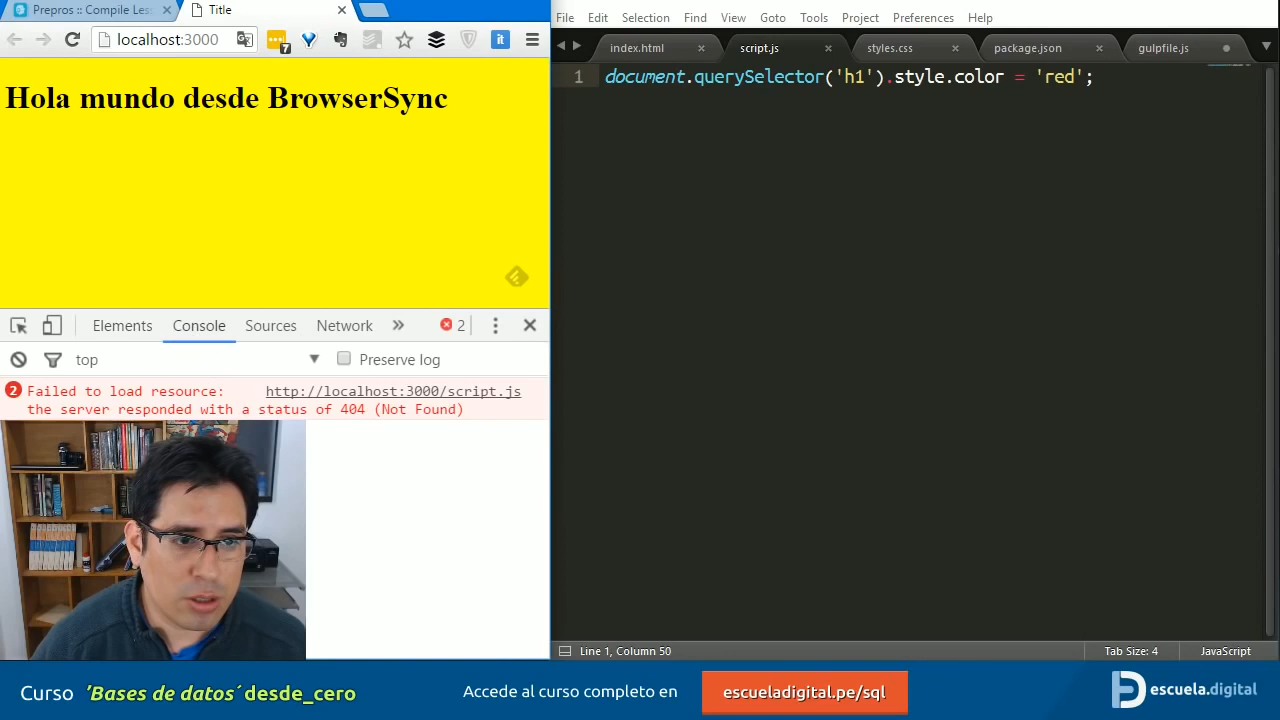 Prepros :: Compile Les
Title
localhost:3000
7
it
Hola mundo desde BrowserSync
Elements
Console
Sources
Network
2
top
Preserve log
2
Failed to load resource: http://localhost:3000/script.js
the server responded with a status of 404 (Not Found)
File Edit Selection Find View Goto Tools Project Preferences Help
index.html
script.js
styles.css
package.json
gulpfile.js
1 document.querySelector('h1').style.color = 'red';
Line 1, Column 50
Tab Size: 4
JavaScript
Curso 'Bases de datos´desde_cero
Accede al curso completo en
escueladigital.pe/sql
escuela.digital